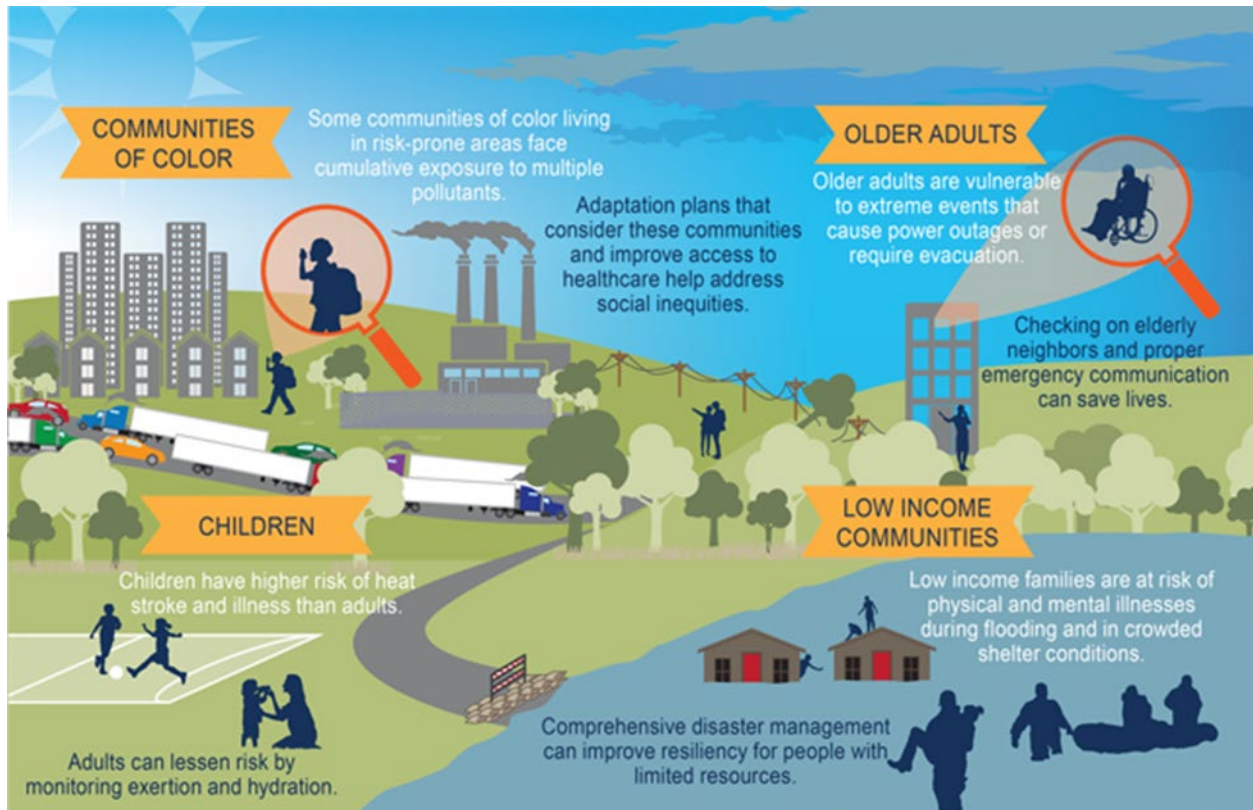 COMMUNITIES
OF COLOR
Some communities of color living
in risk-prone areas face
cumulative exposure to multiple
pollutants.
Adaptation plans that
consider these communities
and improve access to
healthcare help address
social inequities.
OLDER ADULTS
Older adults are vulnerable
to extreme events that
cause power outages or
require evacuation.
Checking on elderly
neighbors and proper
emergency communication
can save lives.
CHILDREN
Children have higher risk of heat
stroke and illness than adults.
Adults can lessen risk by
monitoring exertion and hydration.
LOW INCOME
COMMUNITIES
Low income families are at risk of
physical and mental illnesses
during flooding and in crowded
shelter conditions.
Comprehensive disaster management
can improve resiliency for people with
limited resources.